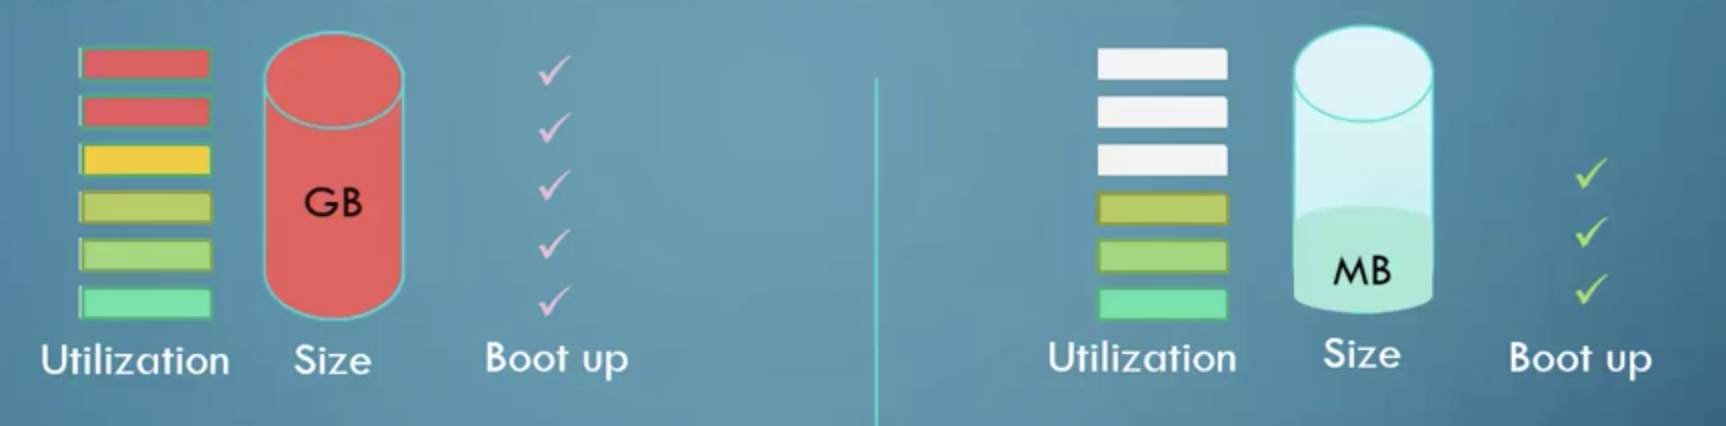 GB
Utilization
Size
Boot up
MB
Utilization
Size
Boot up